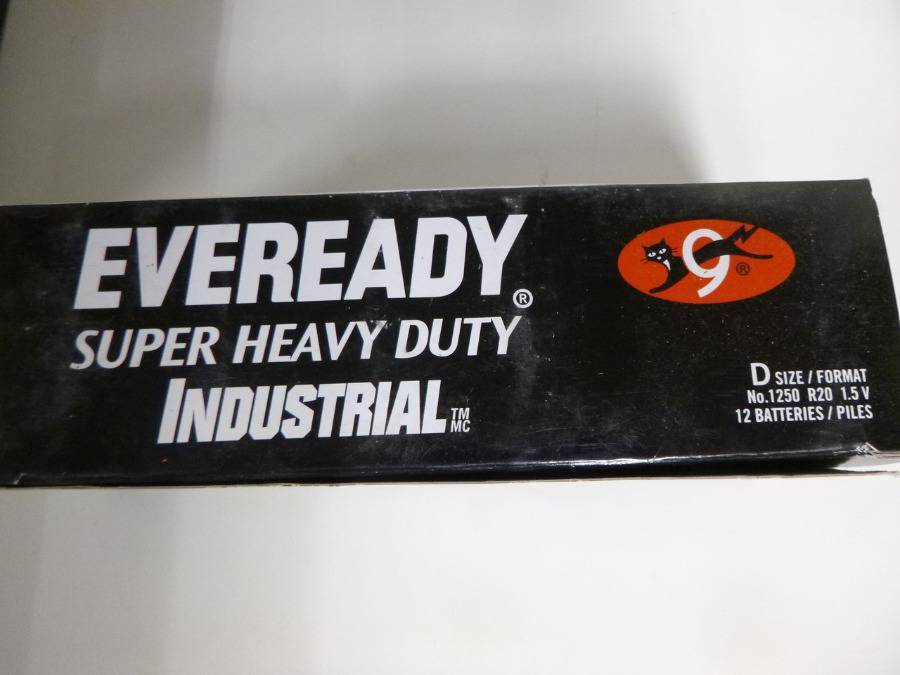 EVEREADY®
SUPER HEAVY DUTY
INDUSTRIAL TM MC
9®
D SIZE / FORMAT
No.1250 R20 1.5 V
12 BATTERIES / PILES